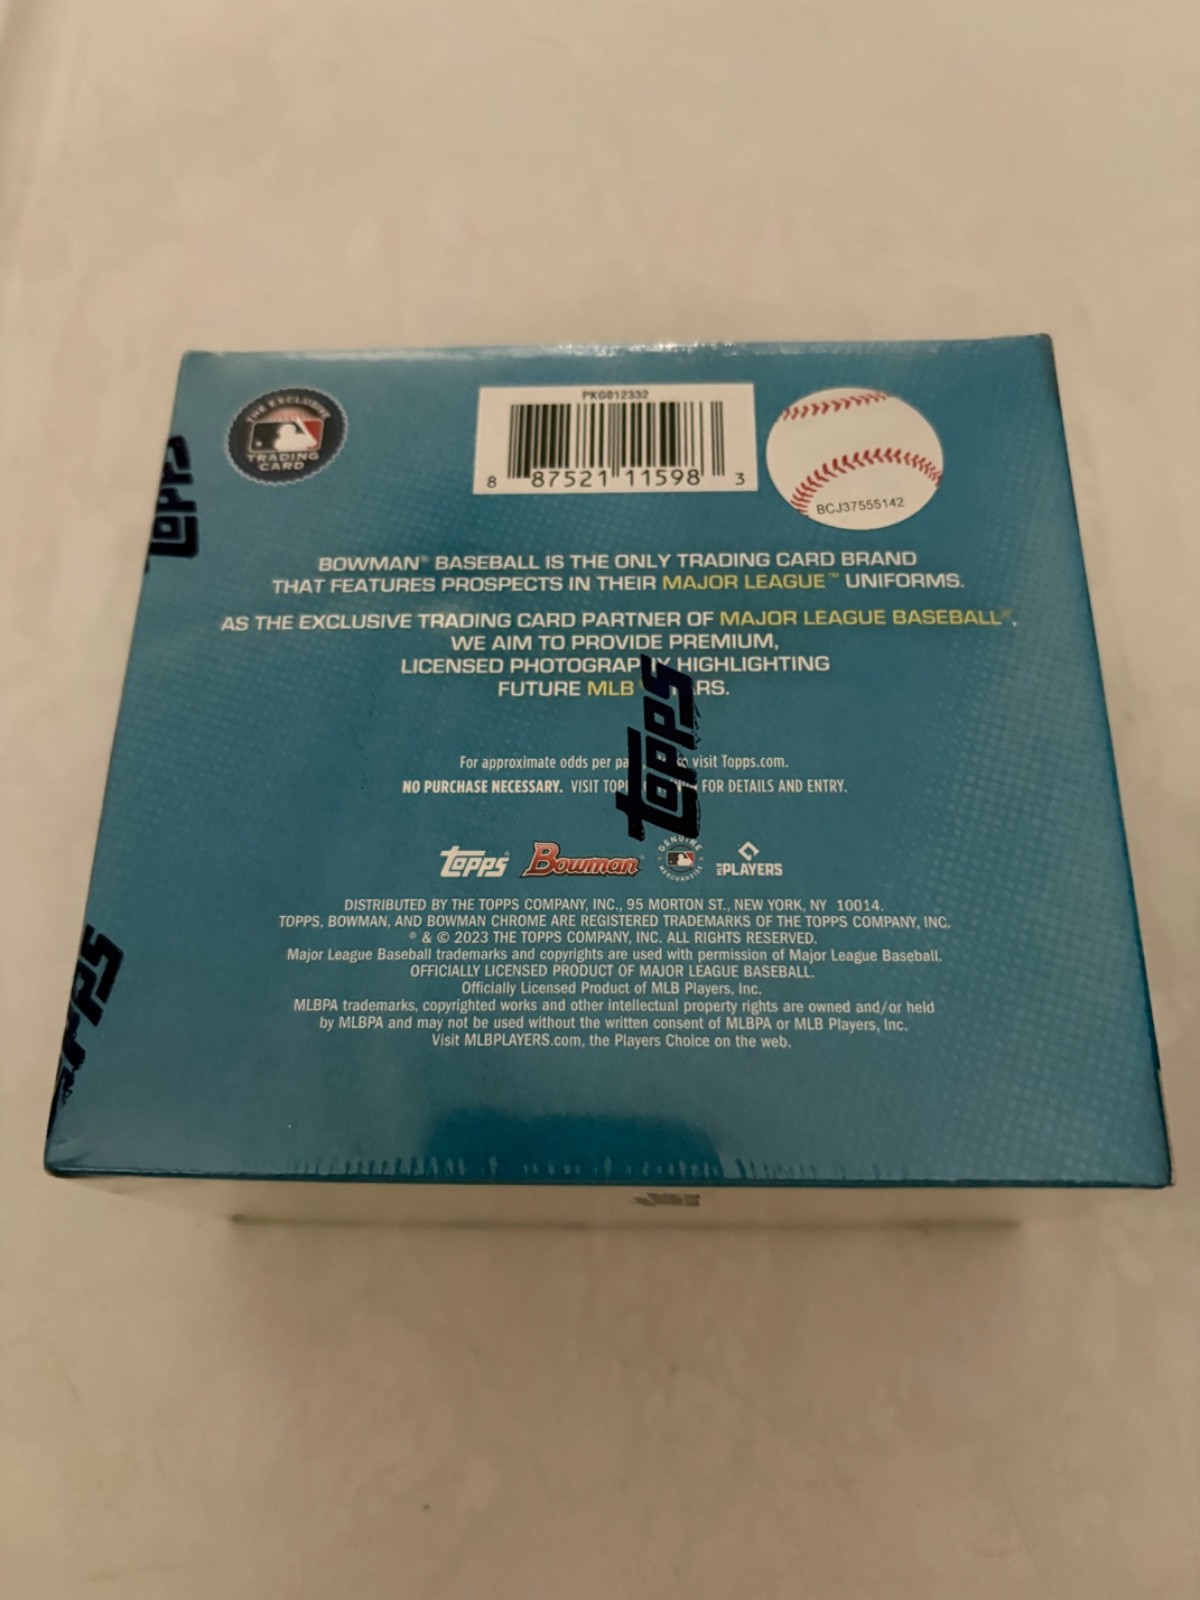 THE EXCLUSIVE
TRADING
CARD
PKG012332
8 87521 11598 3
BCJ37555142
BOWMAN® BASEBALL IS THE ONLY TRADING CARD BRAND
THAT FEATURES PROSPECTS IN THEIR MAJOR LEAGUE™ UNIFORMS.
AS THE EXCLUSIVE TRADING CARD PARTNER OF MAJOR LEAGUE BASEBALL®,
WE AIM TO PROVIDE PREMIUM,
LICENSED PHOTOGRAPHY HIGHLIGHTING
FUTURE MLB
For approximate odds per visit Topps.com.
NO PURCHASE NECESSARY. VISIT FOR DETAILS AND ENTRY.
Topps
Topps
Topps
Topps Bowman GENUINE MERCHANDISE MLB PLAYERS
DISTRIBUTED BY THE TOPPS COMPANY, INC., 95 MORTON ST., NEW YORK, NY 10014.
TOPPS, BOWMAN, AND BOWMAN CHROME ARE REGISTERED TRADEMARKS OF THE TOPPS COMPANY, INC.
® & © 2023 THE TOPPS COMPANY, INC. ALL RIGHTS RESERVED.
Major League Baseball trademarks and copyrights are used with permission of Major League Baseball.
OFFICIALLY LICENSED PRODUCT OF MAJOR LEAGUE BASEBALL.
Officially Licensed Product of MLB Players, Inc.
MLBPA trademarks, copyrighted works and other intellectual property rights are owned and/or held
by MLBPA and may not be used without the written consent of MLBPA or MLB Players, Inc.
Visit MLBPLAYERS.com, the Players Choice on the web.